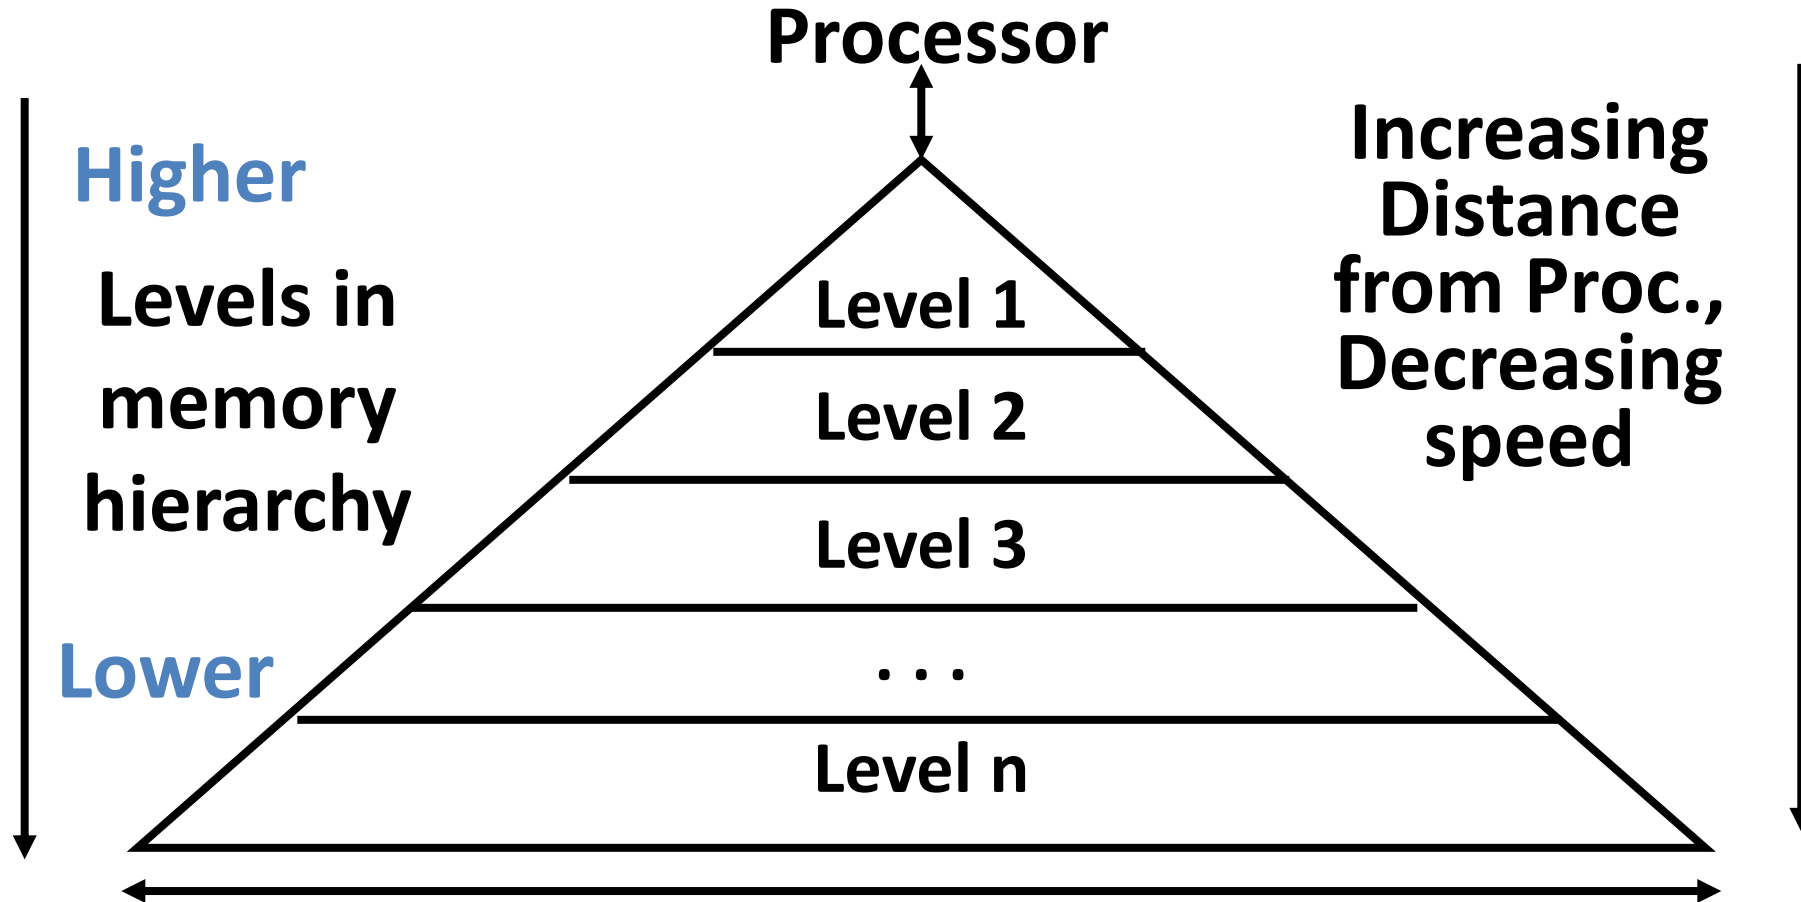 Processor
Higher
Levels in
memory
hierarchy
Lower
Increasing
Distance
from Proc.,
Decreasing
speed
Level 1
Level 2
Level 3
. . .
Level n